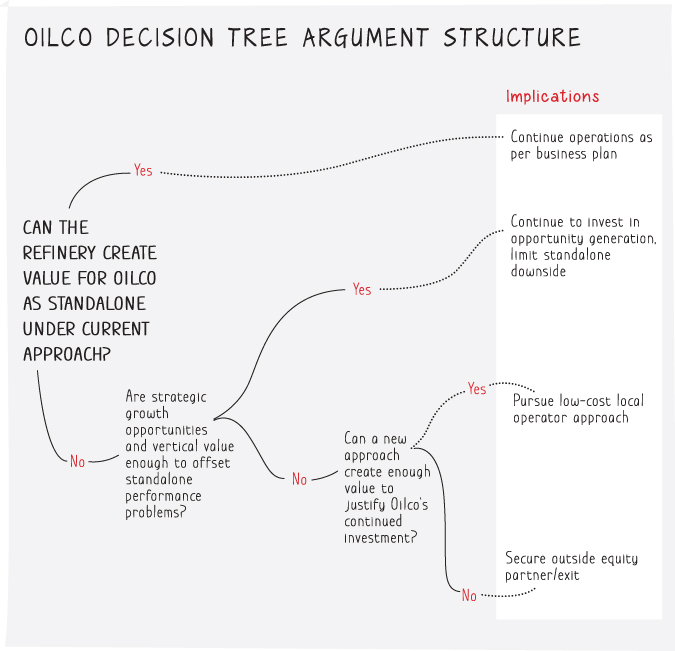 OILCO DECISION TREE ARGUMENT STRUCTURE
Implications
Yes
Continue operations as
per business plan
CAN THE
REFINERY CREATE
VALUE FOR OILCO
AS STANDALONE
UNDER CURRENT
APPROACH?
Yes
Continue to invest in
opportunity generation,
limit standalone
downside
No
Are strategic
growth
opportunities
and vertical value
enough to offset
standalone
performance
problems?
Yes
Pursue low-cost local
operator approach
No
Can a new
approach
create enough
value to
justify Oilco's
continued
investment?
No
Secure outside equity
partner/exit